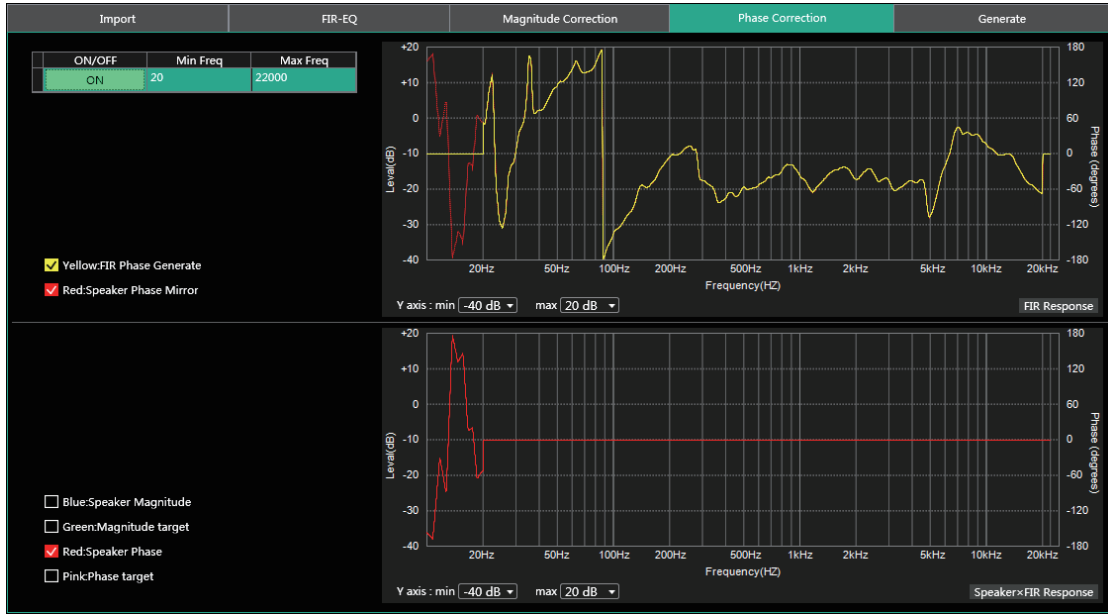 Import FIR-EQ Magnitude Correction Phase Correction Generate
ON/OFF Min Freq Max Freq
ON 20 22000
Yellow:FIR Phase Generate
Red:Speaker Phase Mirror
+20 180
+10 120
0 60
-10 0
-20 -60
-30 -120
-40 -180
Leval(dB)
Phase (degrees)
20Hz 50Hz 100Hz 200Hz 500Hz 1kHz 2kHz 5kHz 10kHz 20kHz
Frequency(HZ)
Y axis : min -40 dB max 20 dB FIR Response
Blue:Speaker Magnitude
Green:Magnitude target
Red:Speaker Phase
Pink:Phase target
+20 180
+10 120
0 60
-10 0
-20 -60
-30 -120
-40 -180
Leval(dB)
Phase (degrees)
20Hz 50Hz 100Hz 200Hz 500Hz 1kHz 2kHz 5kHz 10kHz 20kHz
Frequency(HZ)
Y axis : min -40 dB max 20 dB Speaker×FIR Response